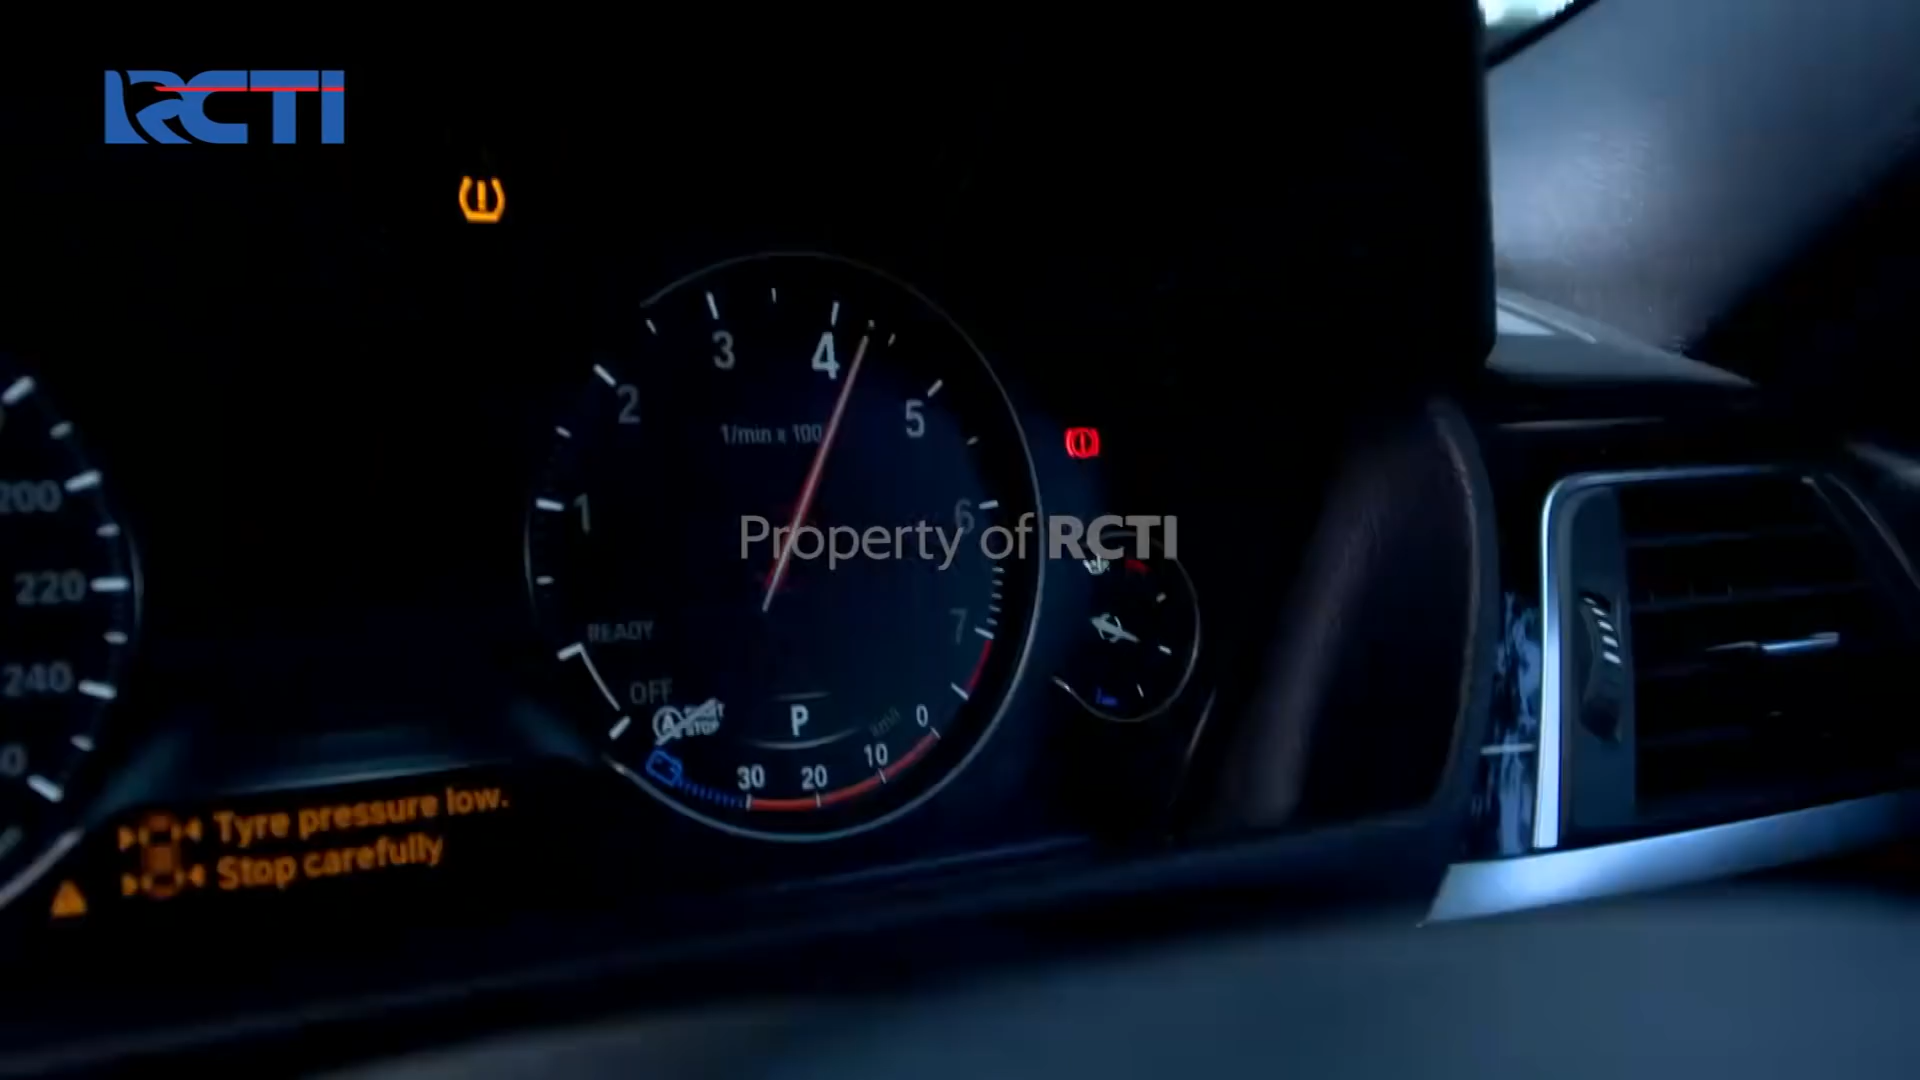 RCTI
3
4
2
1/min x 100
5
200
1
6
Property of RCTI
220
READY
7
240
OFF
P
0
10
30
20
Tyre pressure low.
Stop carefully